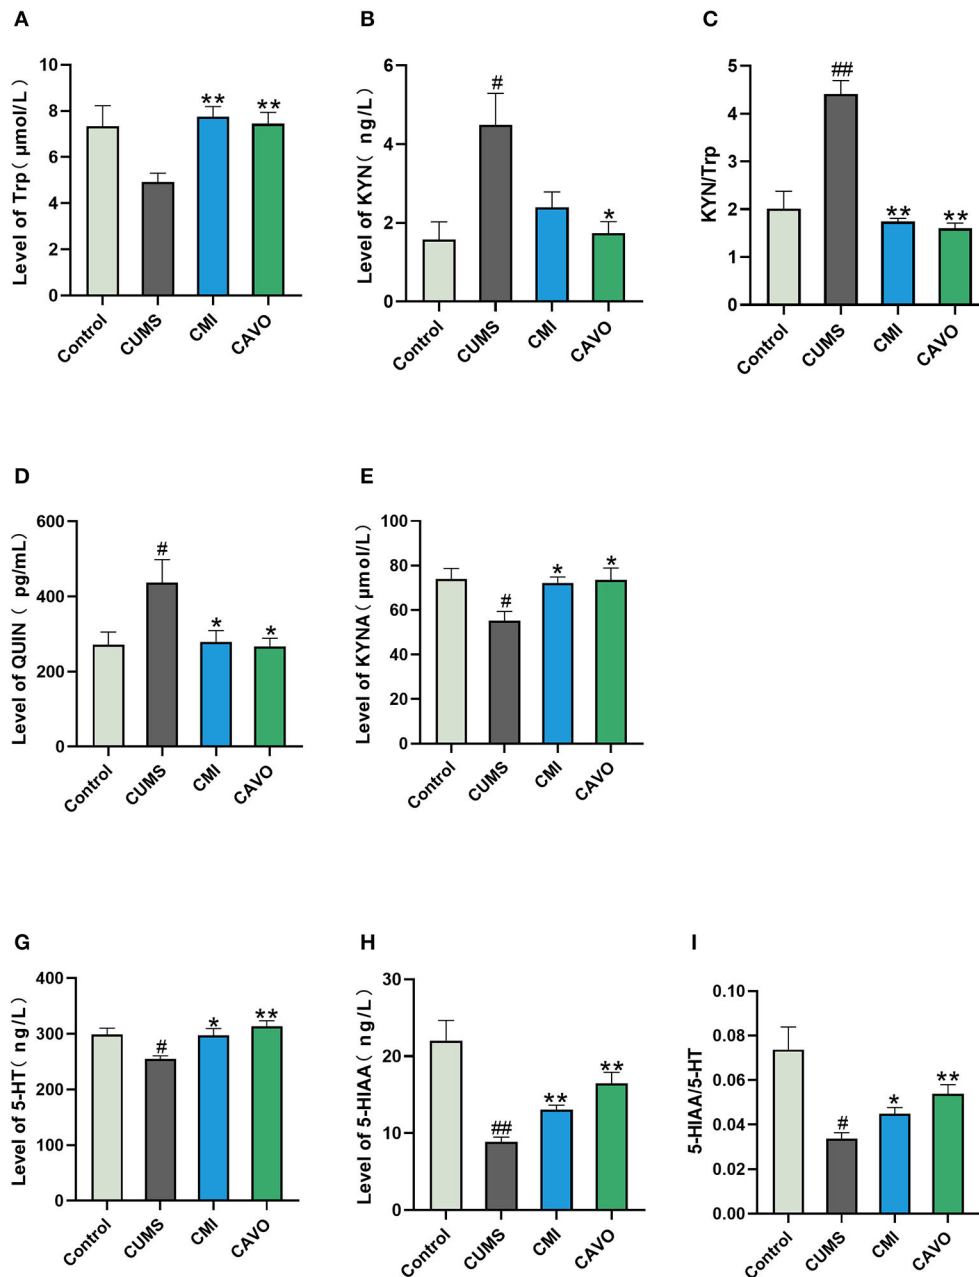 A
Level of Trp( μmol/L)
10
8
6
4
2
0
** **
Control CUMS CMI CAVO
B
Level of KYN( ng/L)
6
4
2
0
# *
Control CUMS CMI CAVO
C
KYN/Trp
5
4
3
2
1
0
## ** **
Control CUMS CMI CAVO
D
Level of QUIN( pg/mL)
600
400
200
0
# * *
Control CUMS CMI CAVO
E
Level of KYNA( μmol/L)
100
80
60
40
20
0
# * *
Control CUMS CMI CAVO
G
Level of 5-HT( ng/L)
400
300
200
100
0
# * **
Control CUMS CMI CAVO
H
Level of 5-HIAA( ng/L)
30
20
10
0
## ** **
Control CUMS CMI CAVO
I
5-HIAA/5-HT
0.10
0.08
0.06
0.04
0.02
0.00
# * **
Control CUMS CMI CAVO